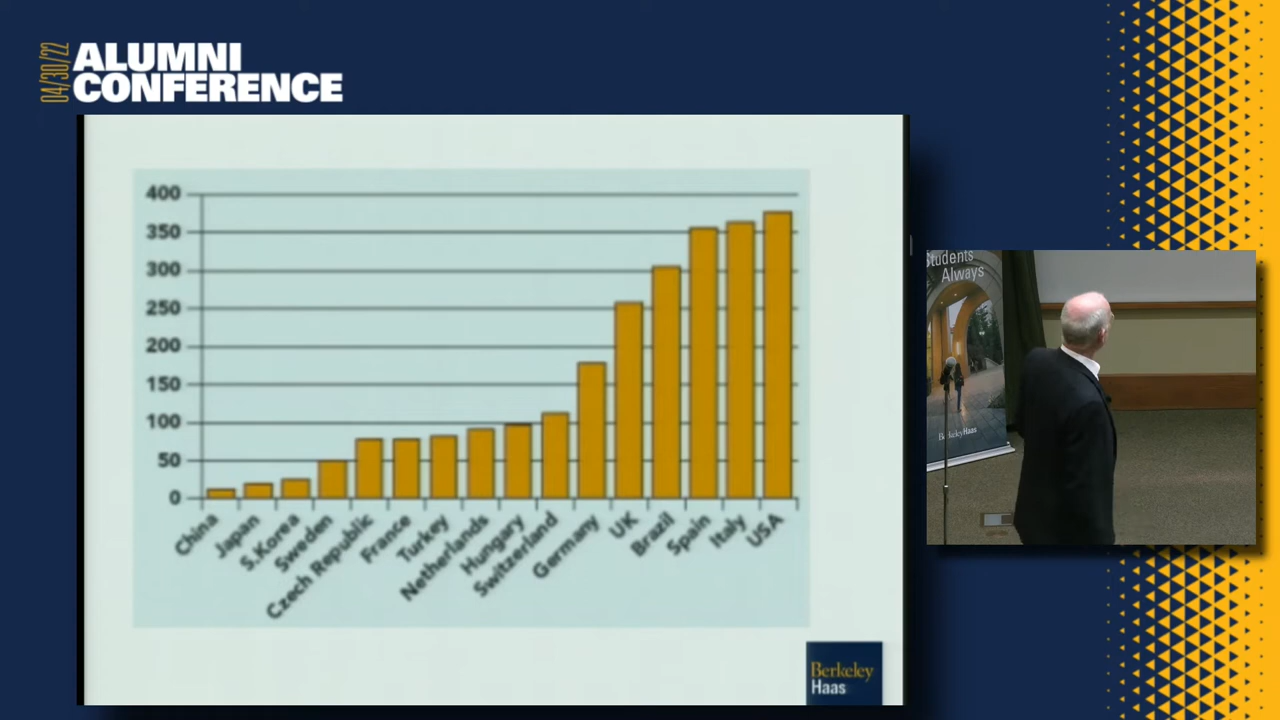 04/30/22
ALUMNI
CONFERENCE
400
350
300
250
200
150
100
50
0
China
Japan
S.Korea
Sweden
Czech Republic
France
Turkey
Netherlands
Hungary
Switzerland
Germany
UK
Brazil
Spain
Italy
USA
Berkeley
Haas
Students
Always
BerkeleyHaas